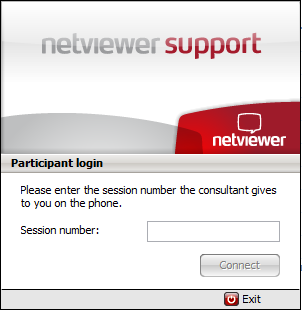 netviewer support
netviewer
Participant login
Please enter the session number the consultant gives
to you on the phone.
Session number:
Connect
Exit